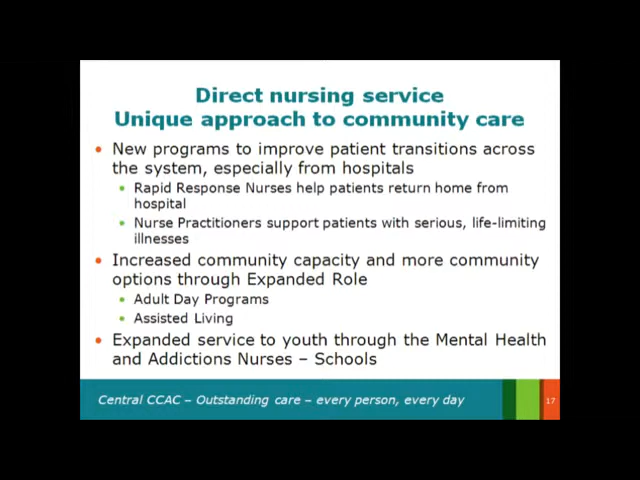 Direct nursing service
Unique approach to community care
• New programs to improve patient transitions across
the system, especially from hospitals
• Rapid Response Nurses help patients return home from
hospital
• Nurse Practitioners support patients with serious, life-limiting
illnesses
• Increased community capacity and more community
options through Expanded Role
• Adult Day Programs
• Assisted Living
• Expanded service to youth through the Mental Health
and Addictions Nurses – Schools
Central CCAC – Outstanding care – every person, every day
17